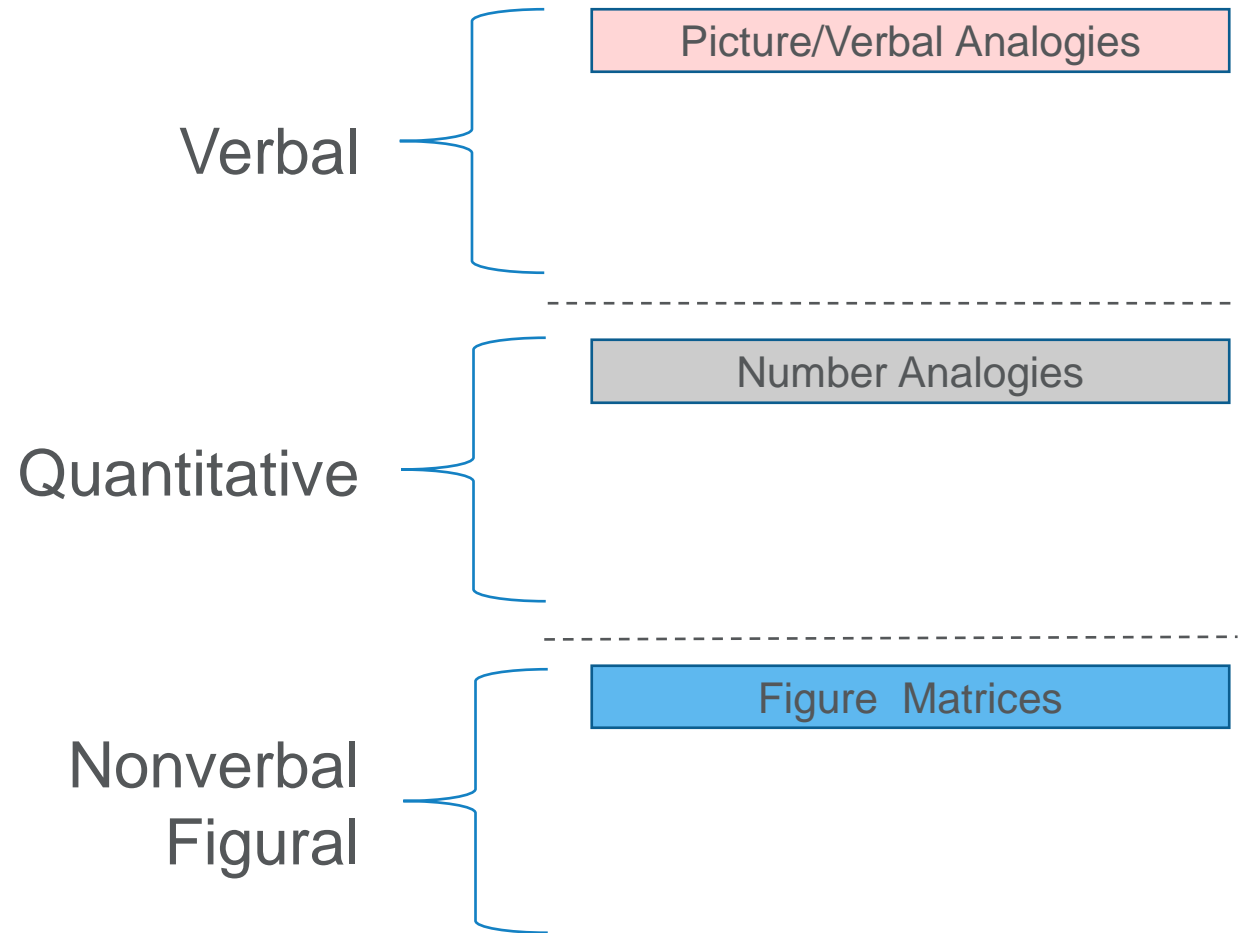 Picture/Verbal Analogies
Verbal
Number Analogies
Quantitative
Figure Matrices
Nonverbal
Figural